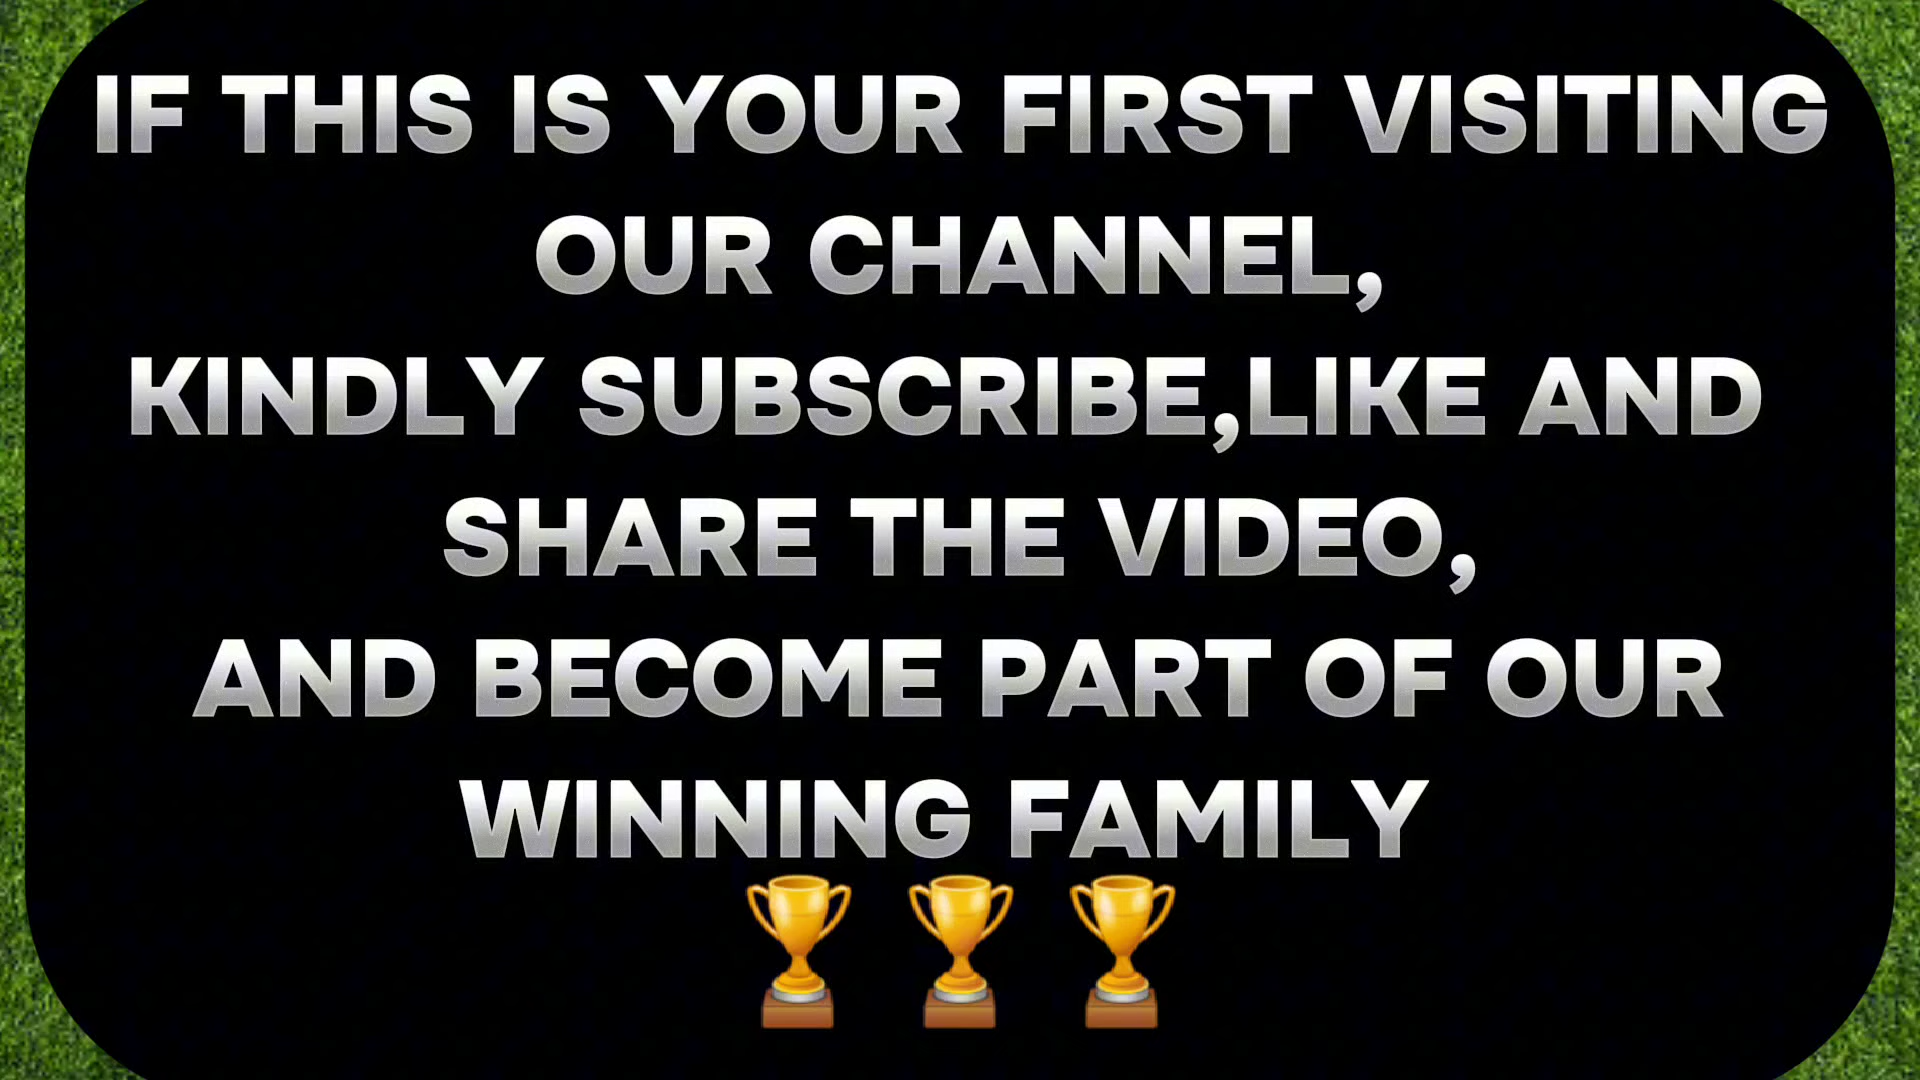 IF THIS IS YOUR FIRST VISITING
OUR CHANNEL,
KINDLY SUBSCRIBE,LIKE AND
SHARE THE VIDEO,
AND BECOME PART OF OUR
WINNING FAMILY